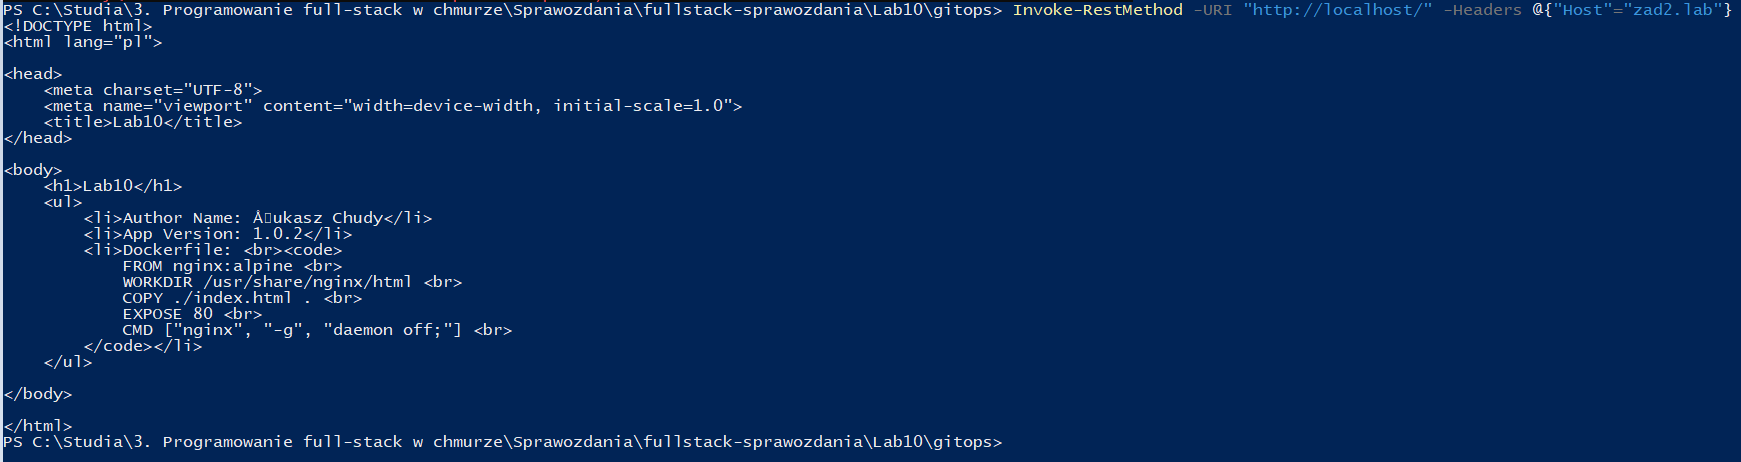 PS C:\Studia\3. Programowanie full-stack w chmurze\Sprawozdania\fullstack-sprawozdania\Lab10\gitops> Invoke-RestMethod -URI "http://localhost/" -Headers @{"Host"="zad2.lab"}
<!DOCTYPE html>
<html lang="pl">
<head>
    <meta charset="UTF-8">
    <meta name="viewport" content="width=device-width, initial-scale=1.0">
    <title>Lab10</title>
</head>
<body>
    <h1>Lab10</h1>
    <ul>
        <li>Author Name: Å▯ukasz Chudy</li>
        <li>App Version: 1.0.2</li>
        <li>Dockerfile: <br><code>
            FROM nginx:alpine <br>
            WORKDIR /usr/share/nginx/html <br>
            COPY ./index.html . <br>
            EXPOSE 80 <br>
            CMD ["nginx", "-g", "daemon off;"] <br>
        </code></li>
    </ul>
</body>
</html>
PS C:\Studia\3. Programowanie full-stack w chmurze\Sprawozdania\fullstack-sprawozdania\Lab10\gitops>